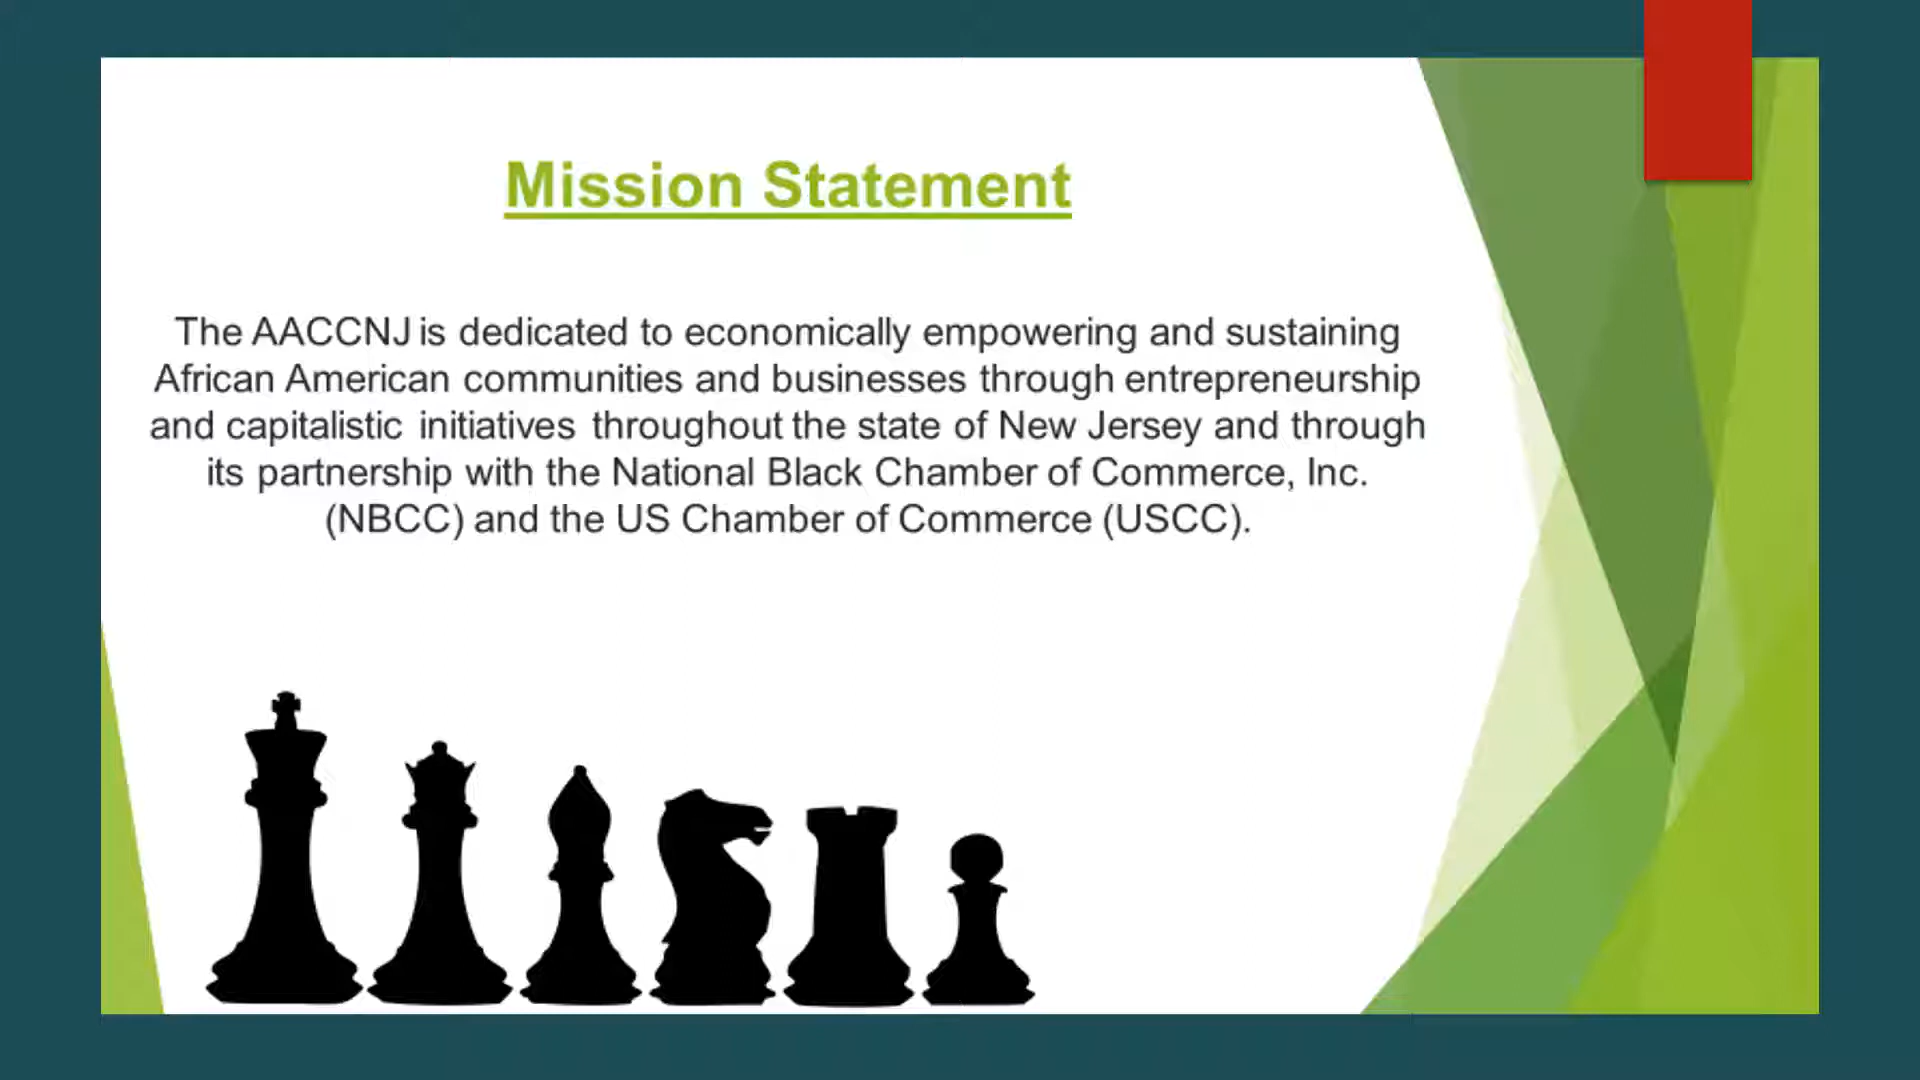 Mission Statement
The AACCNJ is dedicated to economically empowering and sustaining
African American communities and businesses through entrepreneurship
and capitalistic initiatives throughout the state of New Jersey and through
its partnership with the National Black Chamber of Commerce, Inc.
(NBCC) and the US Chamber of Commerce (USCC).